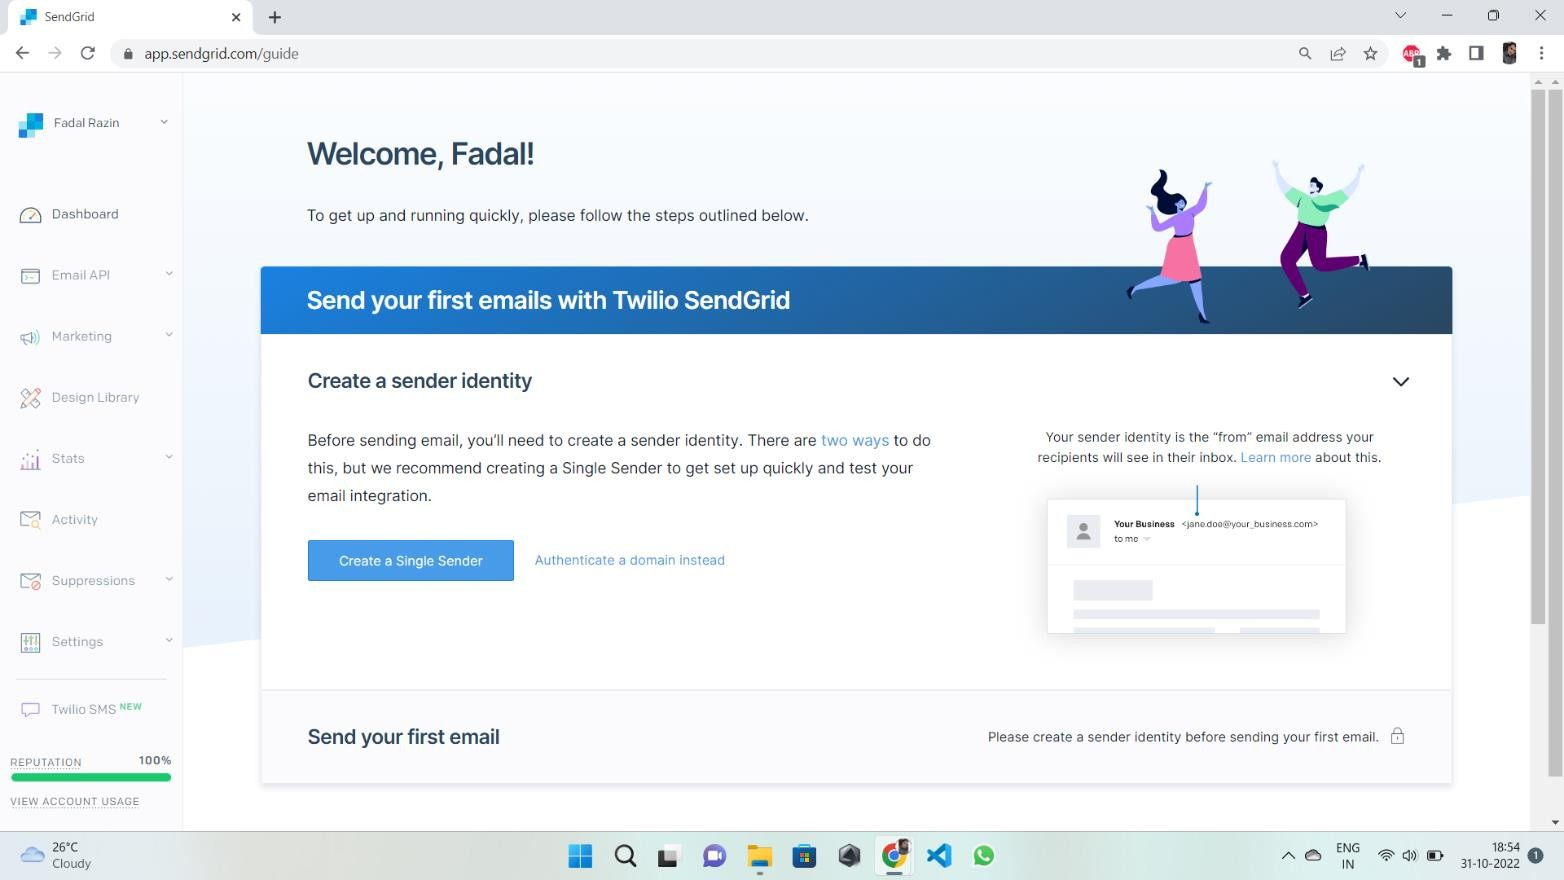 SendGrid
app.sendgrid.com/guide
ABP
1
Fadal Razin
Dashboard
Email API
Marketing
Design Library
Stats
Activity
Suppressions
Settings
Twilio SMS NEW
REPUTATION 100%
VIEW ACCOUNT USAGE
Welcome, Fadal!
To get up and running quickly, please follow the steps outlined below.
Send your first emails with Twilio SendGrid
Create a sender identity
Before sending email, you’ll need to create a sender identity. There are two ways to do
this, but we recommend creating a Single Sender to get set up quickly and test your
email integration.
Create a Single Sender Authenticate a domain instead
Your sender identity is the “from” email address your
recipients will see in their inbox. Learn more about this.
Your Business <jane.doe@your_business.com>
to me
Send your first email
Please create a sender identity before sending your first email.
26°C
Cloudy
ENG
IN
18:54
31-10-2022
1